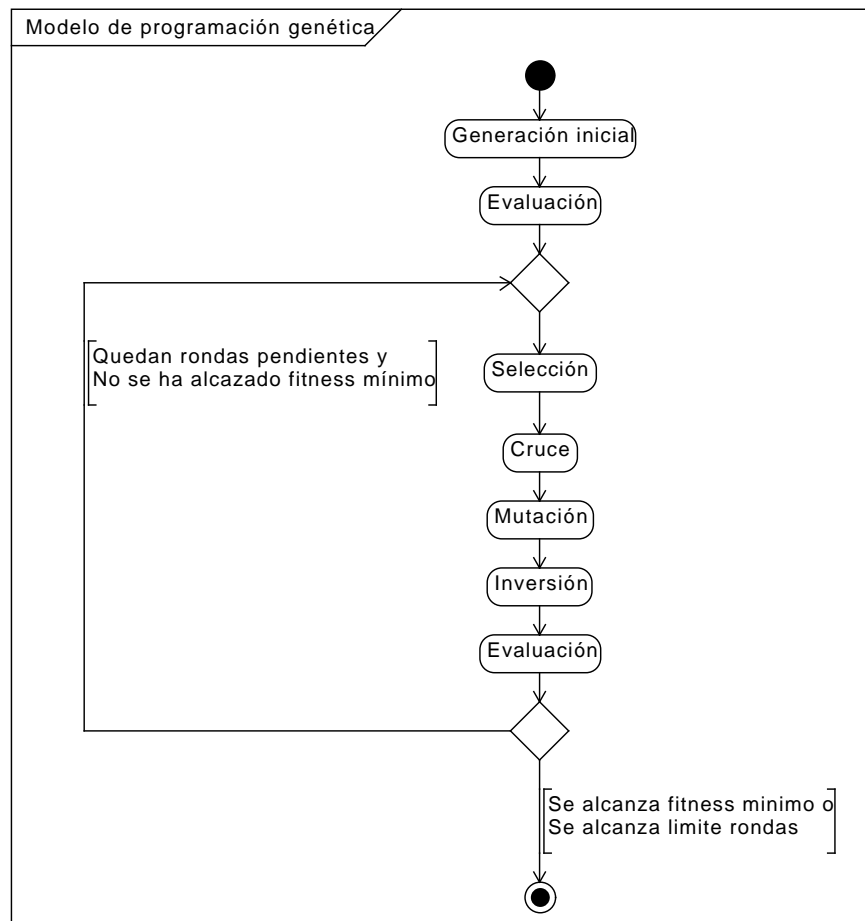 Modelo de programación genética
Generación inicial
Evaluación
Quedan rondas pendientes y
No se ha alcazado fitness mínimo
Selección
Cruce
Mutación
Inversión
Evaluación
Se alcanza fitness minimo o
Se alcanza limite rondas